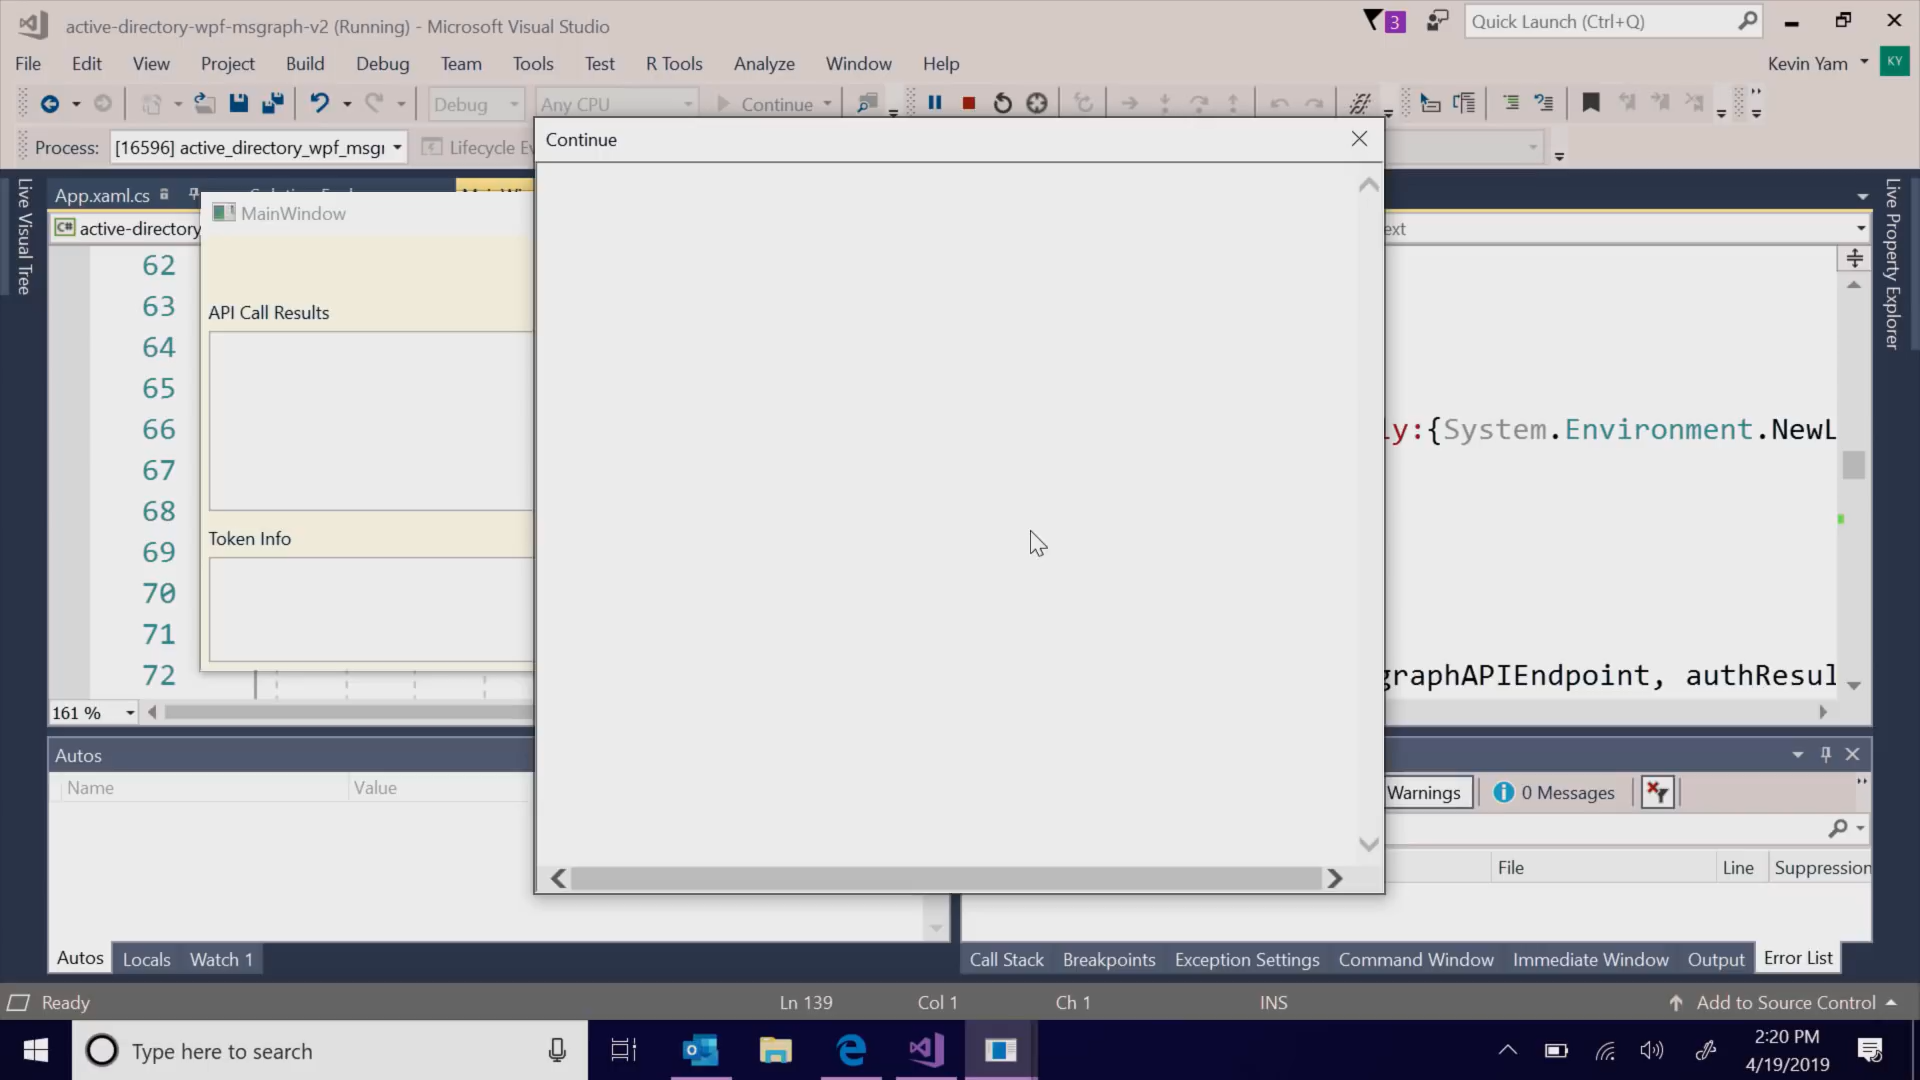 active-directory-wpf-msgraph-v2 (Running) - Microsoft Visual Studio
3
Quick Launch (Ctrl+Q)
File Edit View Project Build Debug Team Tools Test R Tools Analyze Window Help
Kevin Yam
KY
Debug
Any CPU
Continue
Process:
[16596] active_directory_wpf_msgr
Lifecycle
Continue
App.xaml.cs
C#
active-directory
MainWindow
Live Visual Tree
Live Property Explorer
62
63
64
65
66
67
68
69
70
71
72
API Call Results
Token Info
:{System.Environment.NewL
graphAPIEndpoint, authResul
161 %
Autos
Name Value
Warnings
0 Messages
File Line Suppression
Autos Locals Watch 1
Call Stack Breakpoints Exception Settings Command Window Immediate Window Output Error List
Ready
Ln 139 Col 1 Ch 1 INS
Add to Source Control
Type here to search
2:20 PM
4/19/2019